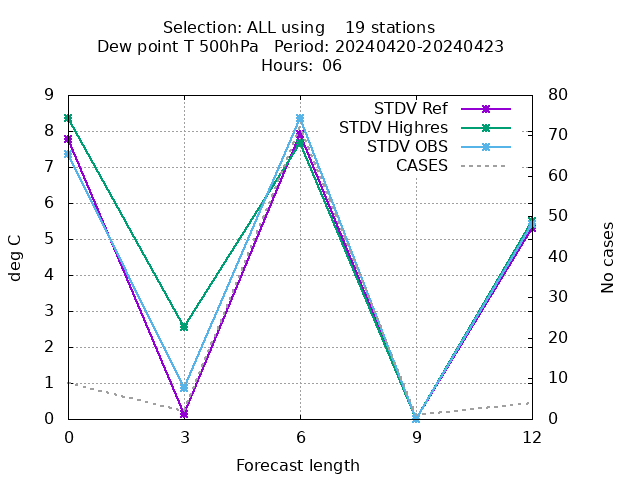 Selection: ALL using    19 stations
Dew point T 500hPa   Period: 20240420-20240423
Hours: 06
STDV Ref
STDV Highres
STDV OBS
CASES
deg C
9
8
7
6
5
4
3
2
1
0
80
70
60
50
40
30
20
10
0
No cases
0 3 6 9 12
Forecast length